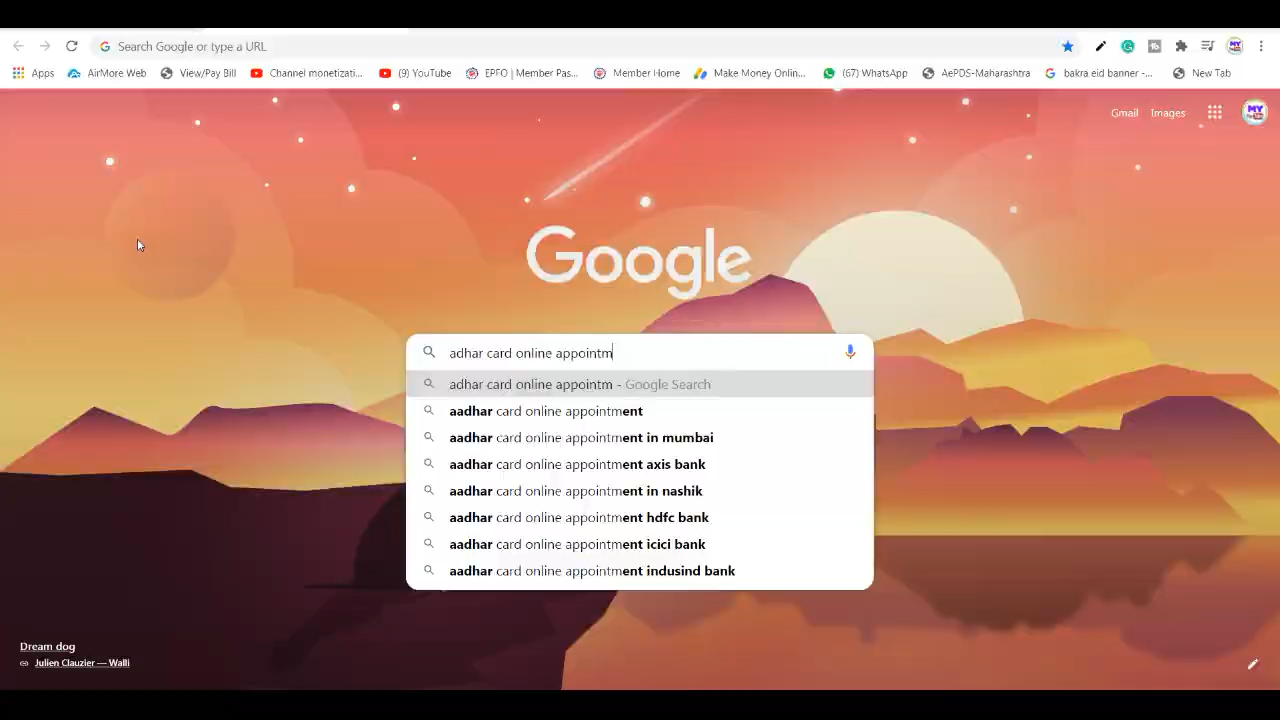 Search Google or type a URL
Apps AirMore Web View/Pay Bill Channel monetizati... (9) YouTube EPFO | Member Pas... Member Home Make Money Onlin... (67) WhatsApp AePDS-Maharashtra bakra eid banner -... New Tab
Gmail Images
MY
Google
adhar card online appointm
adhar card online appointm - Google Search
aadhar card online appointment
aadhar card online appointment in mumbai
aadhar card online appointment axis bank
aadhar card online appointment in nashik
aadhar card online appointment hdfc bank
aadhar card online appointment icici bank
aadhar card online appointment indusind bank
Dream dog
Julien Clauzier — Walli